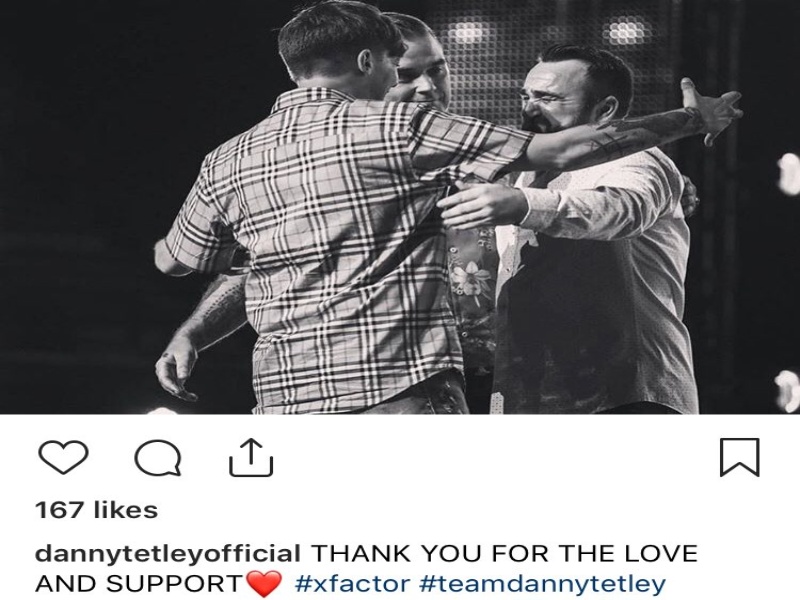 167 likes
dannytetleyofficial THANK YOU FOR THE LOVE
AND SUPPORT❤️ #xfactor #teamdannytetley